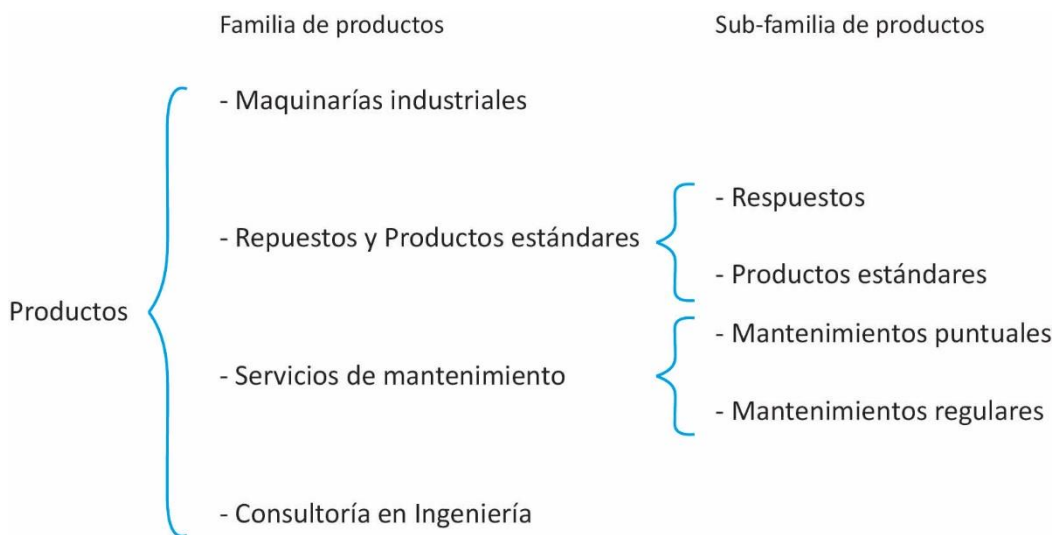 Familia de productos
Sub-familia de productos
- Maquinarías industriales
- Respuestos
- Repuestos y Productos estándares
- Productos estándares
Productos
- Mantenimientos puntuales
- Servicios de mantenimiento
- Mantenimientos regulares
- Consultoría en Ingeniería